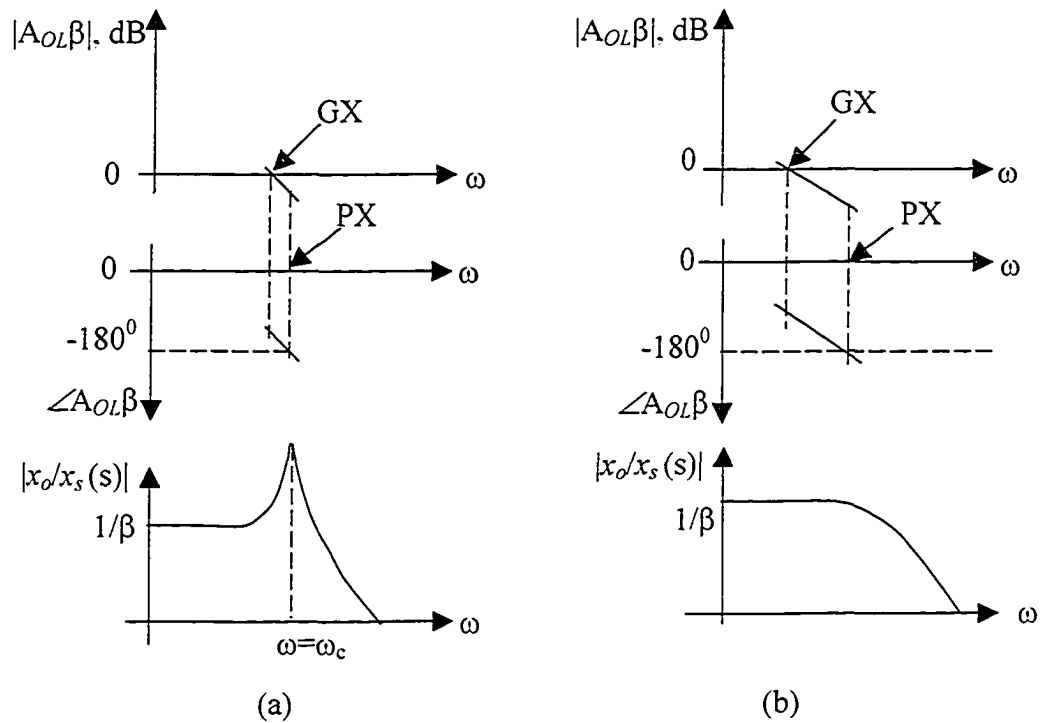 |A_OLβ|, dB
GX
0
ω
PX
0
ω
-180⁰
∠A_OLβ
|x_o/x_s (s)|
1/β
ω
ω=ω_c
(a)
|A_OLβ|, dB
GX
0
ω
PX
0
ω
-180⁰
∠A_OLβ
|x_o/x_s (s)|
1/β
ω
(b)